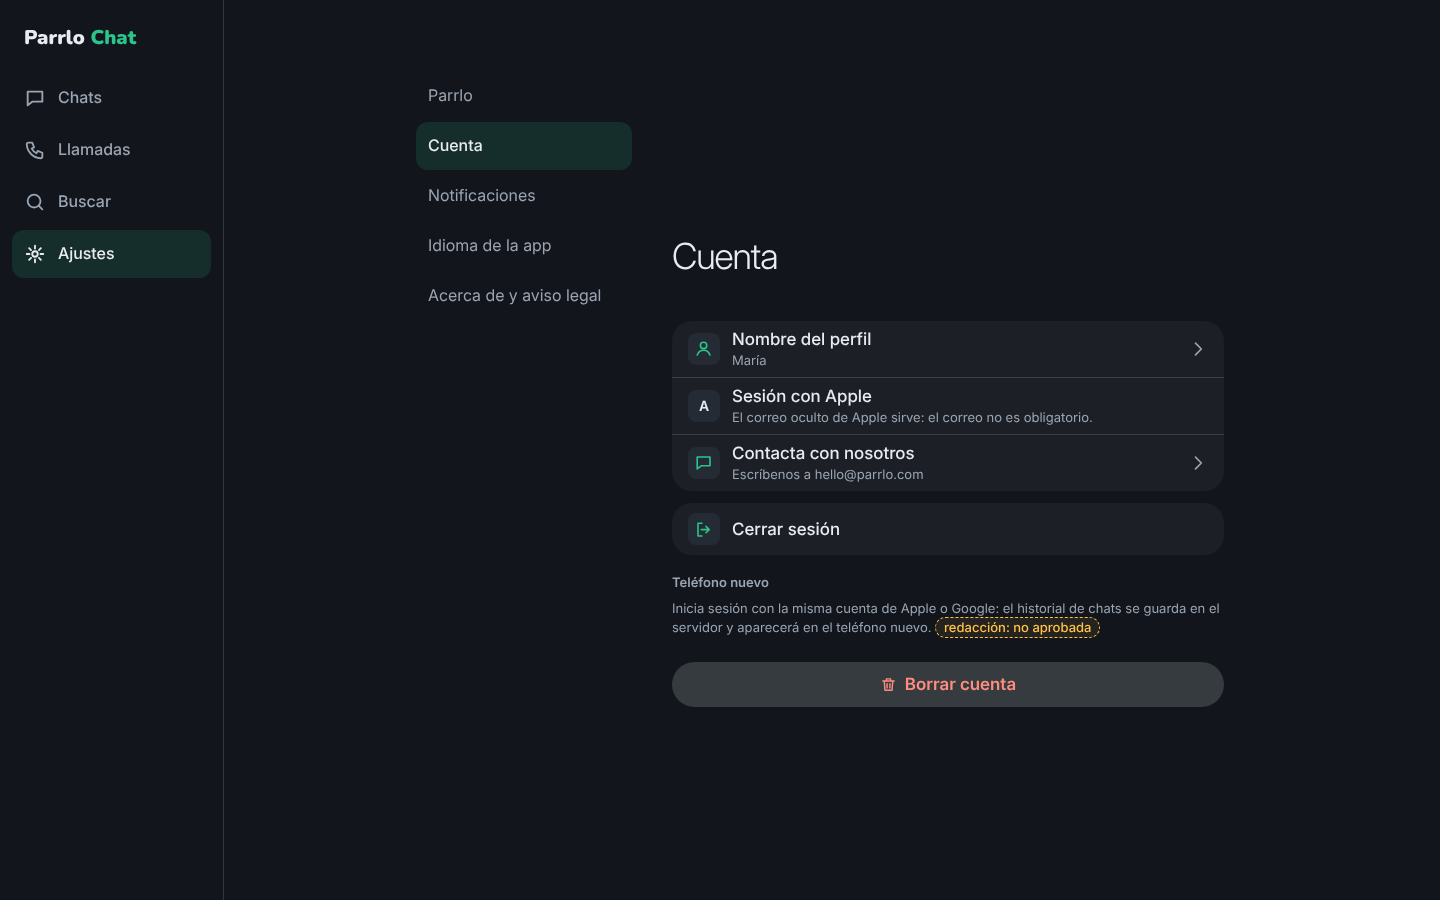 Parrlo Chat
Chats
Llamadas
Buscar
Ajustes
Parrlo
Cuenta
Notificaciones
Idioma de la app
Acerca de y aviso legal
Cuenta
Nombre del perfil
María
A
Sesión con Apple
El correo oculto de Apple sirve: el correo no es obligatorio.
Contacta con nosotros
Escríbenos a hello@parrlo.com
Cerrar sesión
Teléfono nuevo
Inicia sesión con la misma cuenta de Apple o Google: el historial de chats se guarda en el
servidor y aparecerá en el teléfono nuevo. redacción: no aprobada
Borrar cuenta